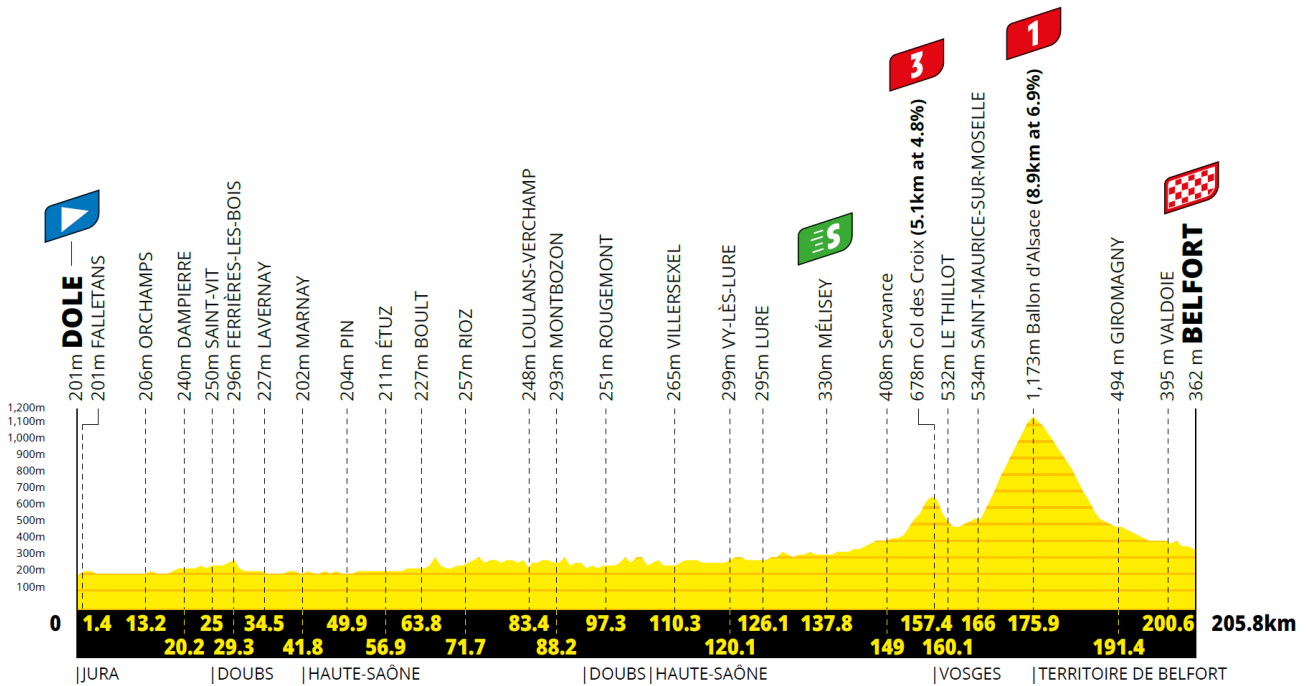 3
1
S
201m DOLE
201m FALLETANS
206m ORCHAMPS
240m DAMPIERRE
250m SAINT-VIT
296m FERRIÈRES-LES-BOIS
227m LAVERNAY
202m MARNAY
204m PIN
211m ÉTUZ
227m BOULT
257m RIOZ
248m LOULANS-VERCHAMP
293m MONTBOZON
251m ROUGEMONT
265m VILLERSEXEL
299m VY-LÈS-LURE
295m LURE
330m MÉLISEY
408m Servance
678m Col des Croix (5.1km at 4.8%)
532m LE THILLOT
534m SAINT-MAURICE-SUR-MOSELLE
1,173m Ballon d'Alsace (8.9km at 6.9%)
494 m GIROMAGNY
395 m VALDOIE
362 m BELFORT
1,200m
1,100m
1,000m
900m
800m
700m
600m
500m
400m
300m
200m
100m
0 1.4 13.2 25 34.5 49.9 63.8 83.4 97.3 110.3 126.1 137.8 157.4 166 175.9 200.6 205.8km
20.2 29.3 41.8 56.9 71.7 88.2 120.1 149 160.1 191.4
|JURA |DOUBS |HAUTE-SAÔNE |DOUBS |HAUTE-SAÔNE |VOSGES |TERRITOIRE DE BELFORT